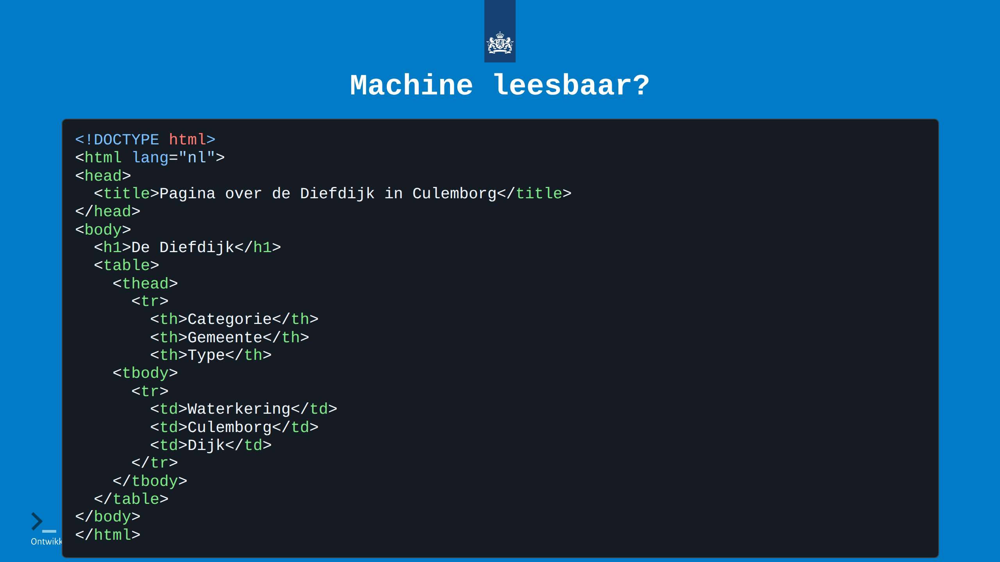 Machine leesbaar?
<!DOCTYPE html>
<html lang="nl">
<head>
  <title>Pagina over de Diefdijk in Culemborg</title>
</head>
<body>
  <h1>De Diefdijk</h1>
  <table>
    <thead>
      <tr>
        <th>Categorie</th>
        <th>Gemeente</th>
        <th>Type</th>
    <tbody>
      <tr>
        <td>Waterkering</td>
        <td>Culemborg</td>
        <td>Dijk</td>
      </tr>
    </tbody>
  </table>
</body>
</html>
>_
Ontwikk